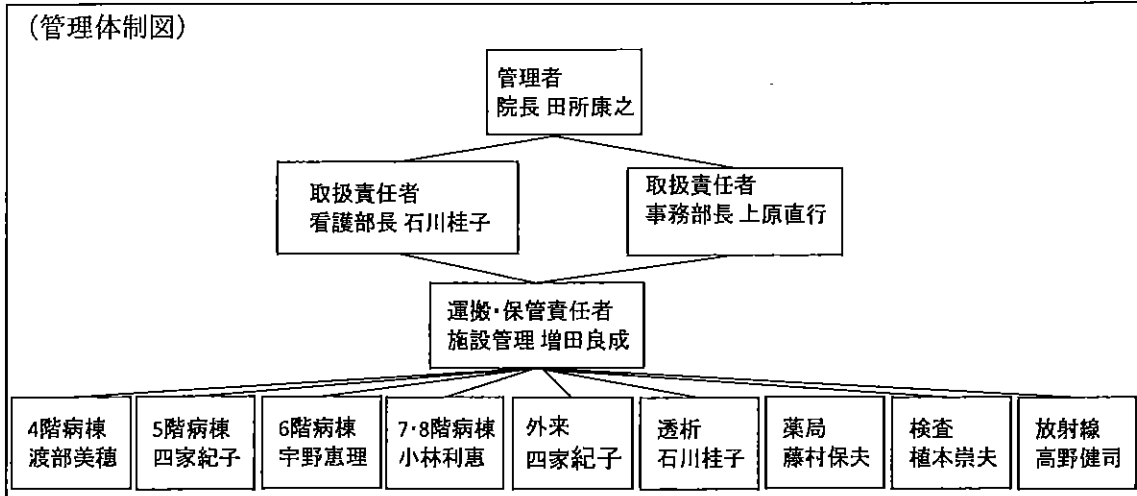 (管理体制図)
管理者
院長 田所康之
取扱責任者
看護部長 石川桂子
取扱責任者
事務部長 上原直行
運搬・保管責任者
施設管理 増田良成
4階病棟
渡部美穂
5階病棟
四家紀子
6階病棟
宇野恵理
7・8階病棟
小林利恵
外来
四家紀子
透析
石川桂子
薬局
藤村保夫
検査
植本崇夫
放射線
高野健司